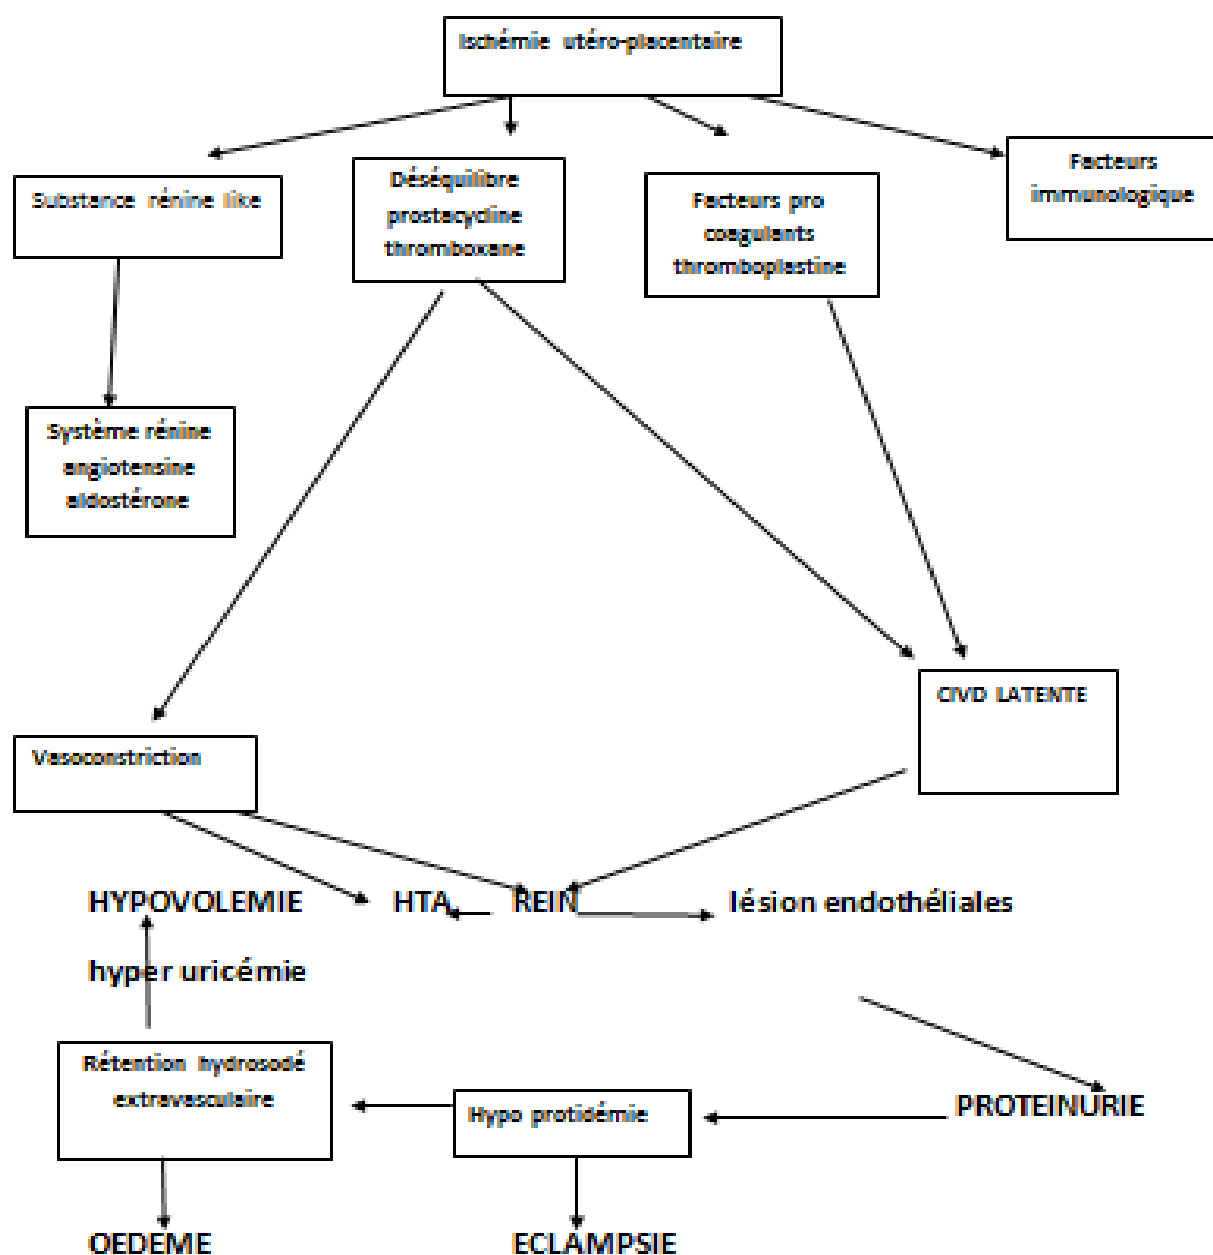 Ischémie utéro-placentaire
Substance rénine like
Déséquilibre
prostacycline
thromboxane
Facteurs pro
coagulants
thromboplastine
Facteurs
immunologique
Système rénine
angiotensine
aldostérone
Vasoconstriction
CIVD LATENTE
HYPOVOLEMIE
HTA
REIN
lésion endothéliales
hyper uricémie
Rétention hydrosodé
extravasculaire
Hypo protidémie
PROTEINURIE
OEDEME
ECLAMPSIE